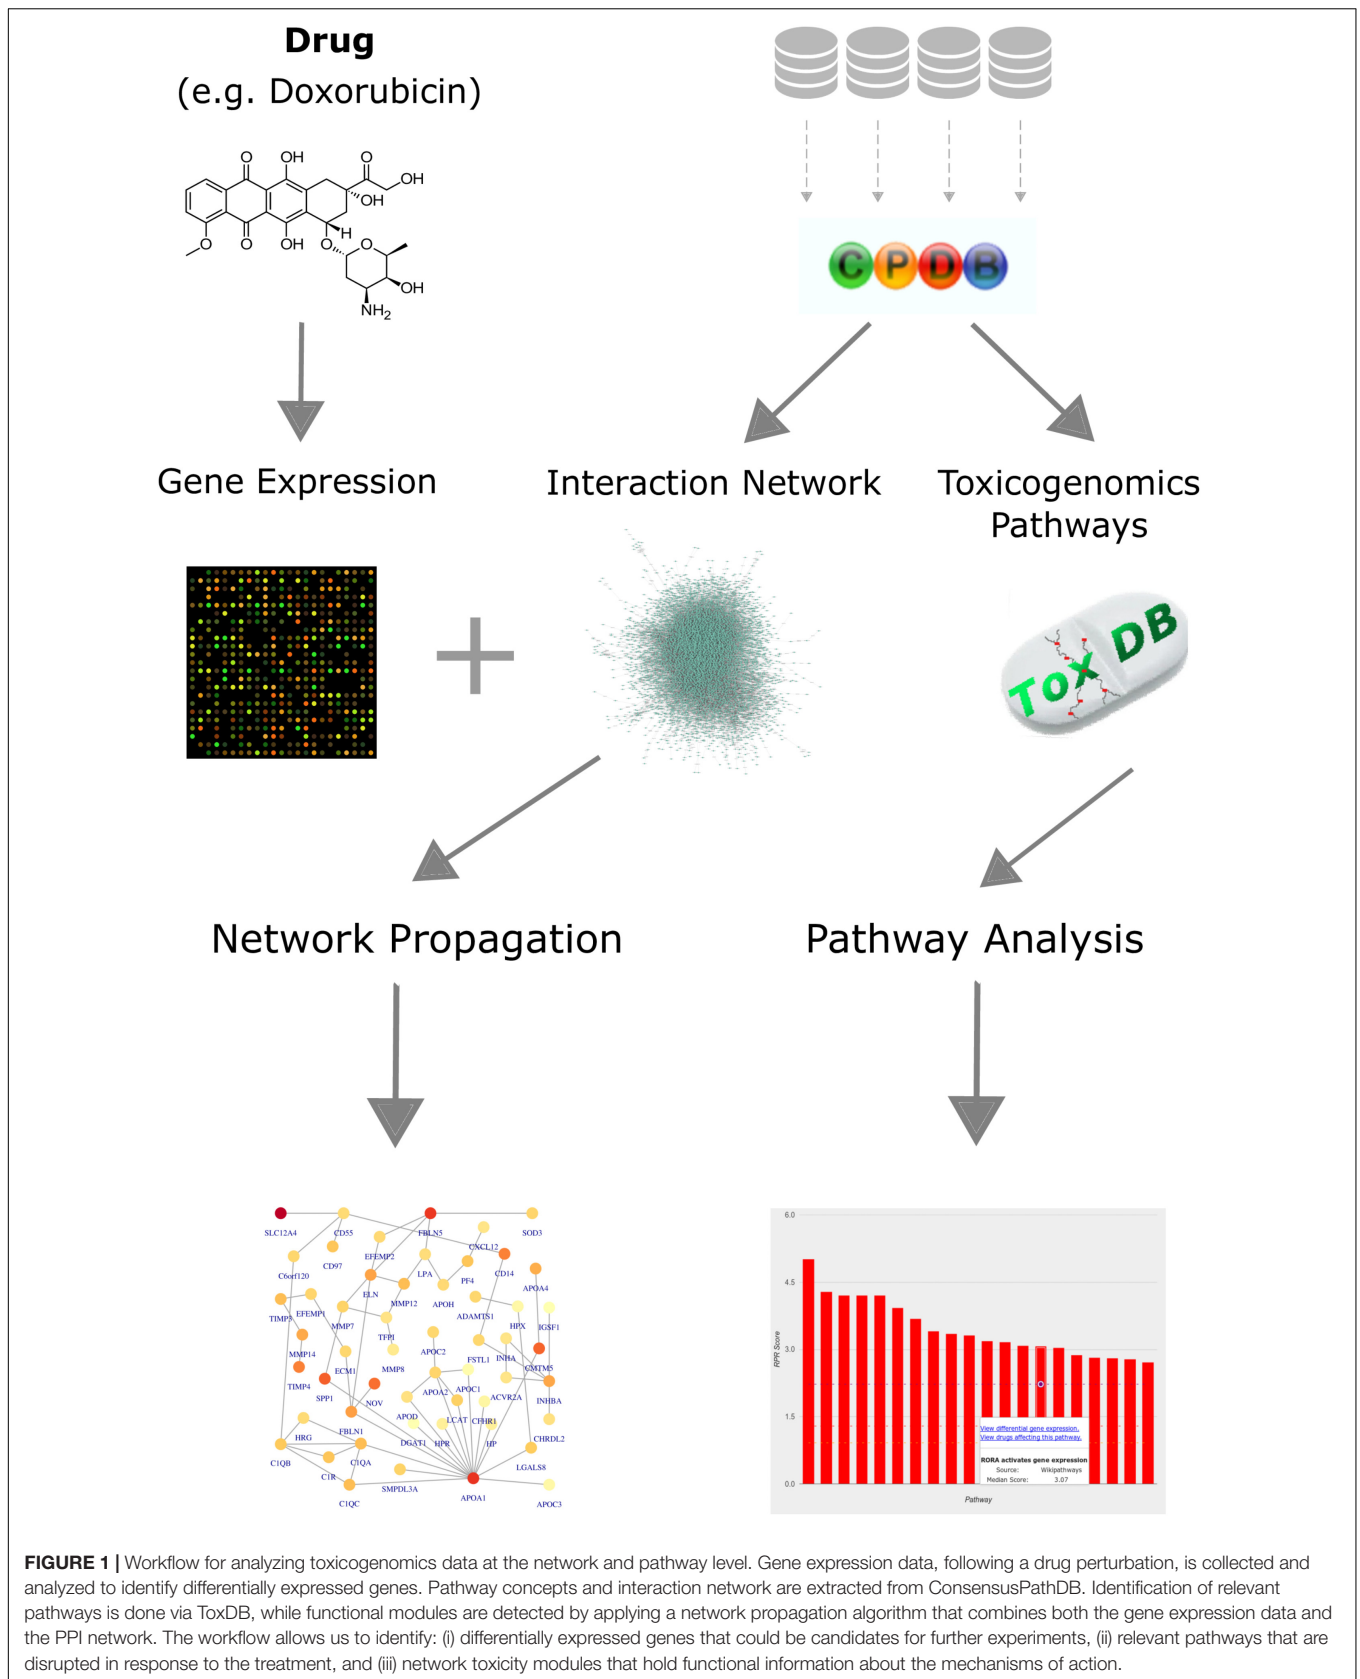 Drug
(e.g. Doxorubicin)
O
OH
O
OH
OH
O
O
OH
O
H
O
OH
NH2
C P D B
Gene Expression
Interaction Network
Toxicogenomics
Pathways
ToX DB
Network Propagation
Pathway Analysis
SLC12A4
CD55
FBLN5
SOD3
CD97
EFEMP2
CXCL12
C6orf120
LPA
PF4
CD14
APOA4
ELN
MMP12
APOH
TIMP3
EFEMP1
MMP7
TFPI
ADAMTS1
HPX
IGSF1
MMP14
ECM1
MMP8
APOC2
FSTL1
INHA
CMTM5
TIMP4
SPP1
NOV
APOA2
APOC1
ACVR2A
INHBA
HRG
FBLN1
APOD
LCAT
CFHR1
CHRDL2
C1QB
C1R
C1QA
DGAT1
HPR
HP
LGALS8
C1QC
SMPDL3A
APOA1
APOC3
6.0
4.5
3.0
1.5
0.0
RPR Score
View differential gene expression.
View drugs affecting this pathway.
RORA activates gene expression
Source: Wikipathways
Median Score: 3.07
Pathway
FIGURE 1 | Workflow for analyzing toxicogenomics data at the network and pathway level. Gene expression data, following a drug perturbation, is collected and
analyzed to identify differentially expressed genes. Pathway concepts and interaction network are extracted from ConsensusPathDB. Identification of relevant
pathways is done via ToxDB, while functional modules are detected by applying a network propagation algorithm that combines both the gene expression data and
the PPI network. The workflow allows us to identify: (i) differentially expressed genes that could be candidates for further experiments, (ii) relevant pathways that are
disrupted in response to the treatment, and (iii) network toxicity modules that hold functional information about the mechanisms of action.